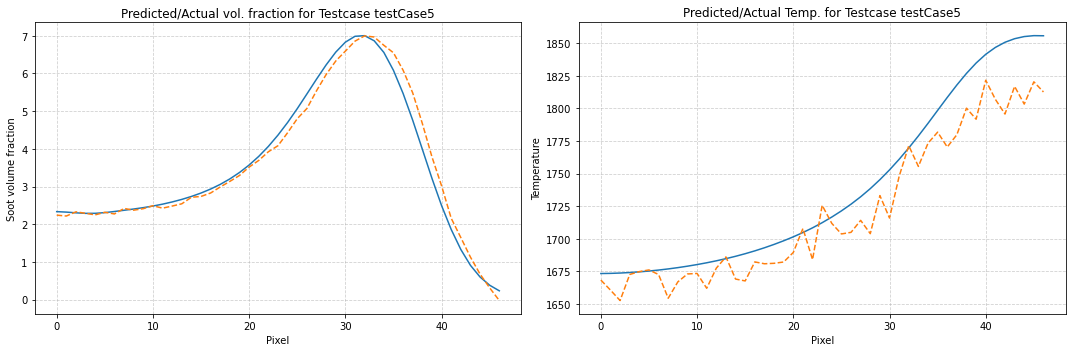 Predicted/Actual vol. fraction for Testcase testCase5
Soot volume fraction
7
6
5
4
3
2
1
0
0 10 20 30 40
Pixel
Predicted/Actual Temp. for Testcase testCase5
Temperature
1850
1825
1800
1775
1750
1725
1700
1675
1650
0 10 20 30 40
Pixel